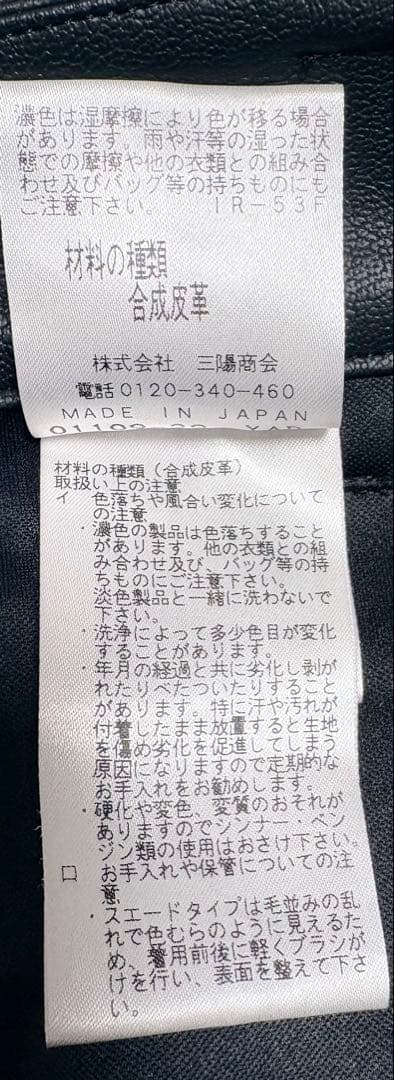 濃色は湿摩擦により色が移る場合
があります。雨や汗等の湿った状
態での摩擦や他の衣類との組み合
わせ及びバッグ等の持ちものにも
ご注意下さい。 IR-53F
材料の種類
合成皮革
株式会社 三陽商会
電話0120-340-460
MADE IN JAPAN
材料の種類(合成皮革)
取扱い上の注意
イ 色落ちや風合い変化について
の注意
・濃色の製品は色落ちすること
があります。他の衣類との組
み合わせ及び、バッグ等の持
ちものにご注意下さい。
淡色製品と一緒に洗わないで
下さい。
・洗浄によって多少色目が変化
することがあります。
・年月の経過と共に劣化し剥が
れたりべたついたりすること
があります。特に汗や汚れが
付着したまま放置すると生地
を傷め劣化を促進してしまう
原因になりますので定期的な
お手入れをお勧めします。
・硬化や変色、変質のおそれが
ありますのでシンナー・ベン
ジン類の使用はおさけ下さい。
ロ お手入れや保管についての注
意
・スエードタイプは毛並みの乱
れで色むらのように見えるた
め、着用前後に軽くブラシが
けを行い、表面を整えて下さ
い。